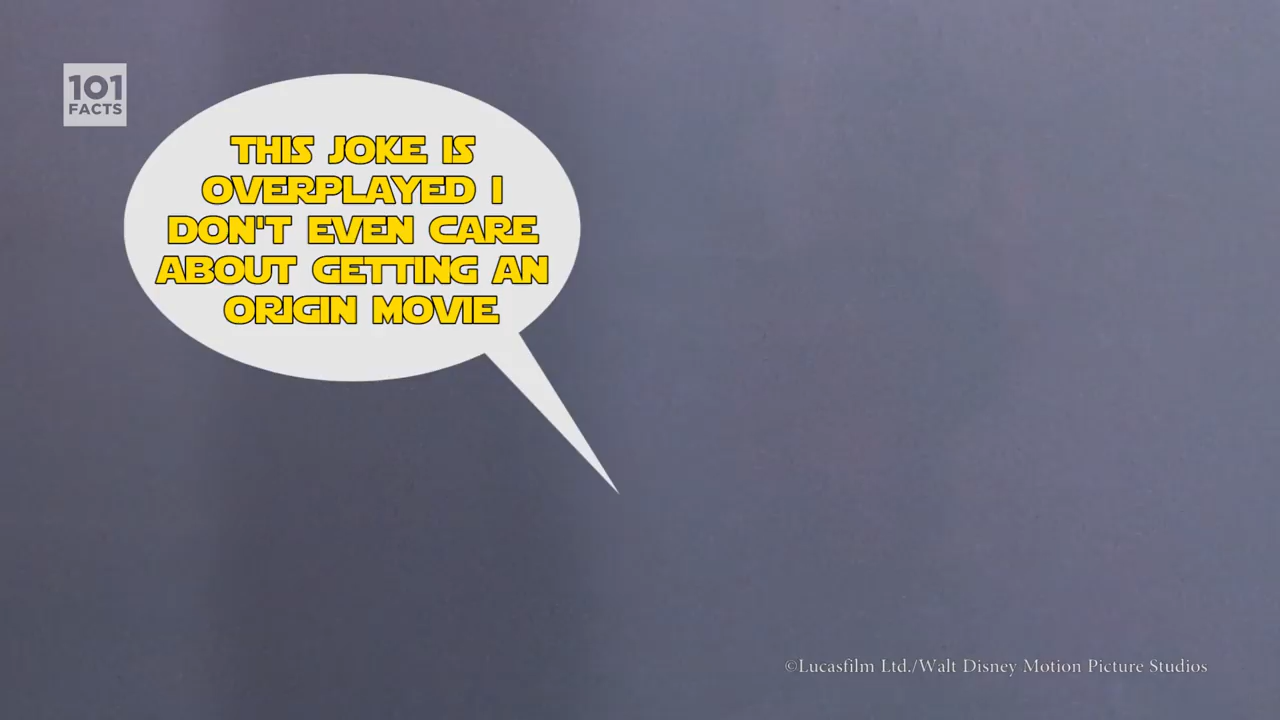 101
FACTS
THIS JOKE IS
OVERPLAYED I
DON'T EVEN CARE
ABOUT GETTING AN
ORIGIN MOVIE
©Lucasfilm Ltd./Walt Disney Motion Picture Studios